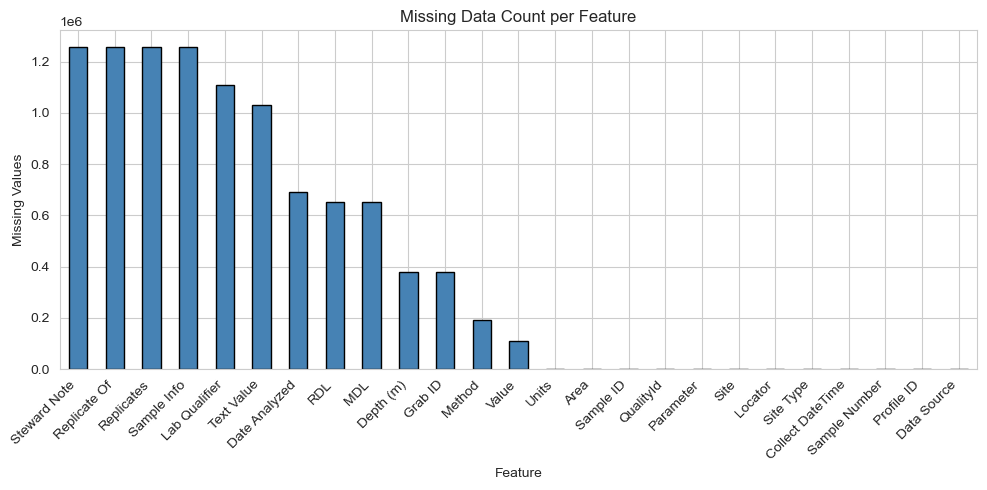 Missing Data Count per Feature
1e6
1.2
1.0
0.8
0.6
0.4
0.2
0.0
Missing Values
Steward Note
Replicate Of
Replicates
Sample Info
Lab Qualifier
Text Value
Date Analyzed
RDL
MDL
Depth (m)
Grab ID
Method
Value
Units
Area
Sample ID
QualityId
Parameter
Site
Locator
Site Type
Collect DateTime
Sample Number
Profile ID
Data Source
Feature